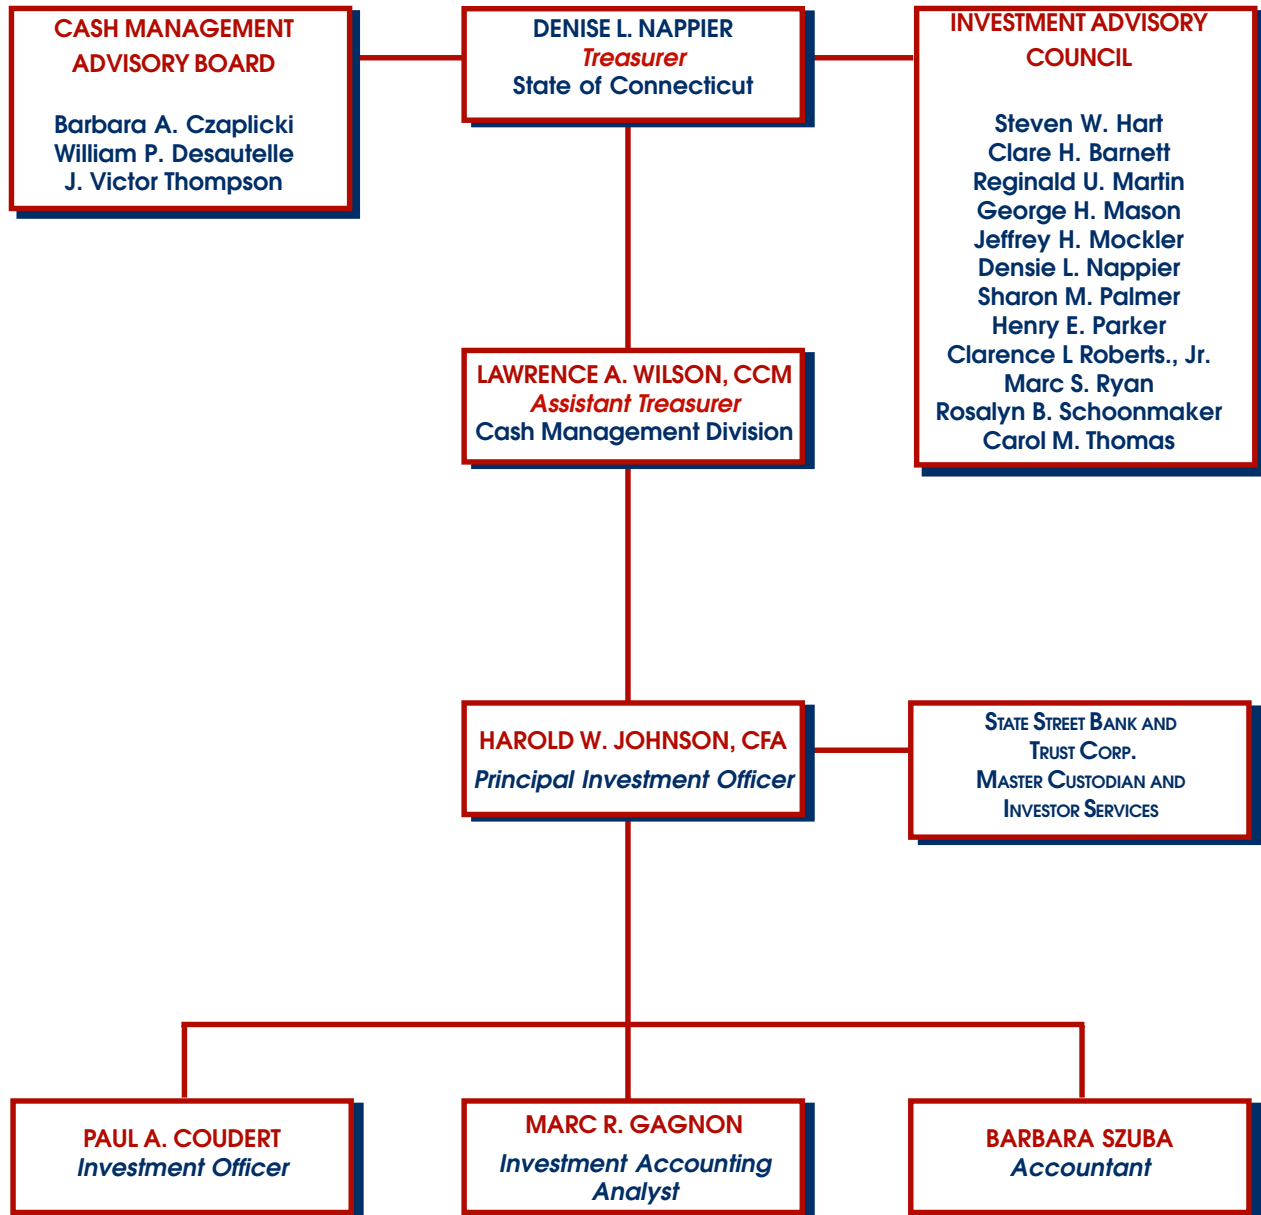 CASH MANAGEMENT
ADVISORY BOARD
Barbara A. Czaplicki
William P. Desautelle
J. Victor Thompson
DENISE L. NAPPIER
Treasurer
State of Connecticut
INVESTMENT ADVISORY
COUNCIL
Steven W. Hart
Clare H. Barnett
Reginald U. Martin
George H. Mason
Jeffrey H. Mockler
Densie L. Nappier
Sharon M. Palmer
Henry E. Parker
Clarence L Roberts., Jr.
Marc S. Ryan
Rosalyn B. Schoonmaker
Carol M. Thomas
LAWRENCE A. WILSON, CCM
Assistant Treasurer
Cash Management Division
HAROLD W. JOHNSON, CFA
Principal Investment Officer
STATE STREET BANK AND
TRUST CORP.
MASTER CUSTODIAN AND
INVESTOR SERVICES
PAUL A. COUDERT
Investment Officer
MARC R. GAGNON
Investment Accounting
Analyst
BARBARA SZUBA
Accountant